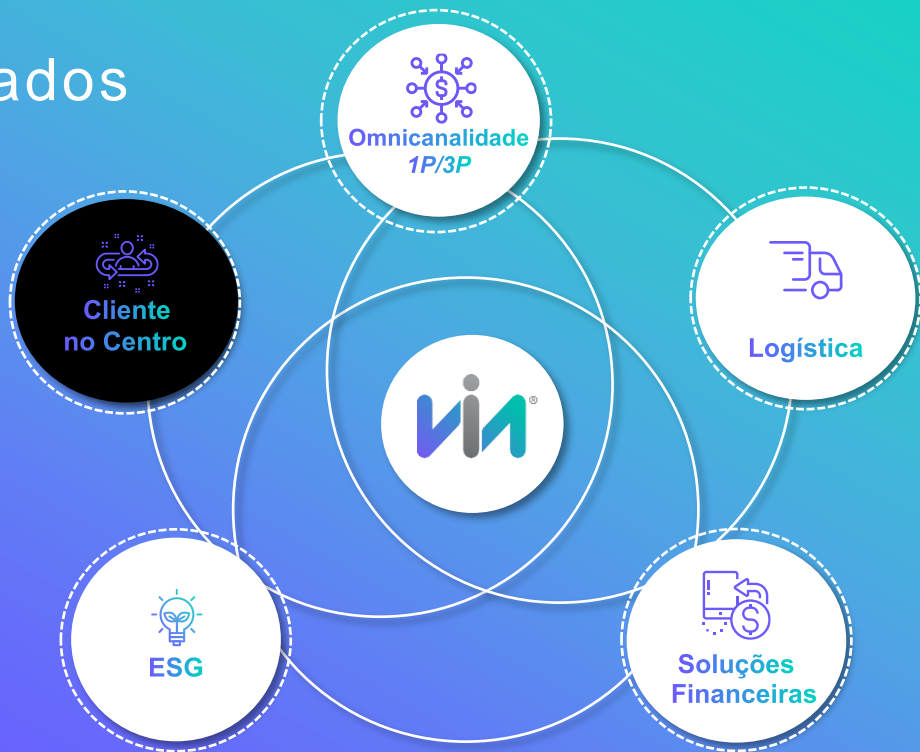 ados
Omnicanalidade
1P/3P
Cliente
no Centro
Logística
via®
ESG
Soluções
Financeiras